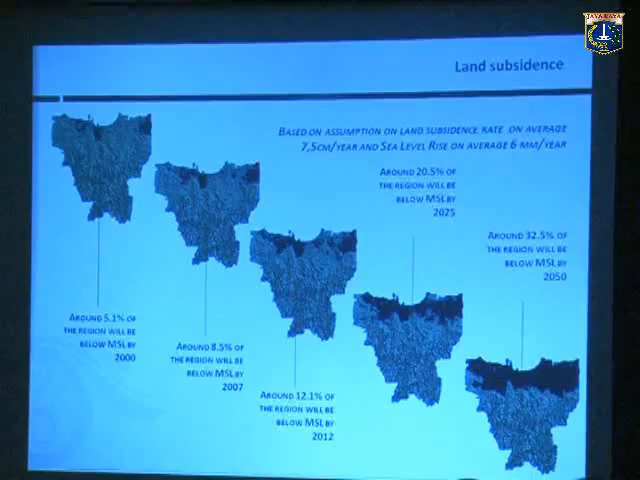 JAYA RAYA
Land subsidence
BASED ON ASSUMPTION ON LAND SUBSIDENCE RATE ON AVERAGE
7,5CM/YEAR AND SEA LEVEL RISE ON AVERAGE 6 MM/YEAR
AROUND 20.5% OF
THE REGION WILL BE
BELOW MSL BY
2025
AROUND 32.5% OF
THE REGION WILL BE
BELOW MSL BY
2050
AROUND 5.1% OF
THE REGION WILL BE
BELOW MSL BY
2000
AROUND 8.5% OF
THE REGION WILL BE
BELOW MSL BY
2007
AROUND 12.1% OF
THE REGION WILL BE
BELOW MSL BY
2012